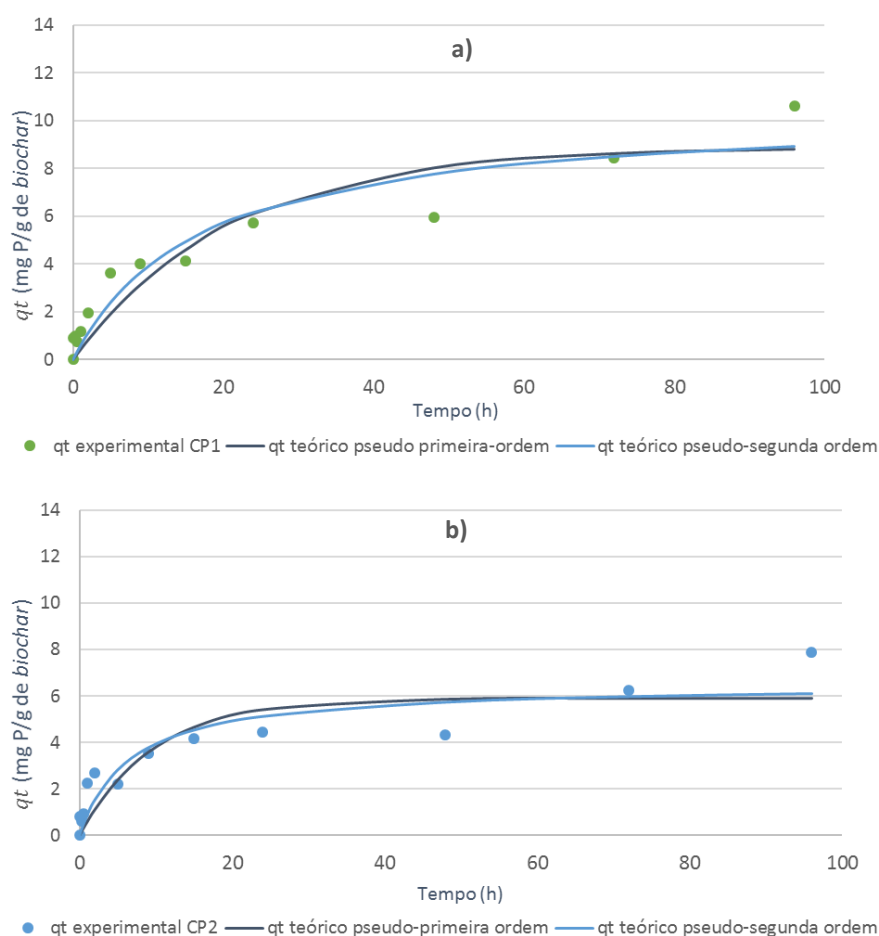 a)
14
12
10
8
6
4
2
0
qt (mg P/g de biochar)
0 20 40 60 80 100
Tempo (h)
qt experimental CP1 qt teórico pseudo primeira-ordem qt teórico pseudo-segunda ordem
b)
14
12
10
8
6
4
2
0
qt (mg P/g de biochar)
0 20 40 60 80 100
Tempo (h)
qt experimental CP2 qt teórico pseudo-primeira ordem qt teórico pseudo-segunda ordem